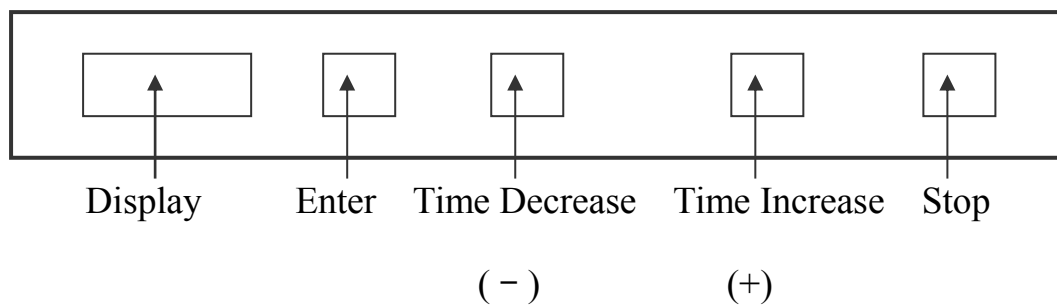 Display Enter Time Decrease Time Increase Stop
(－) (+)